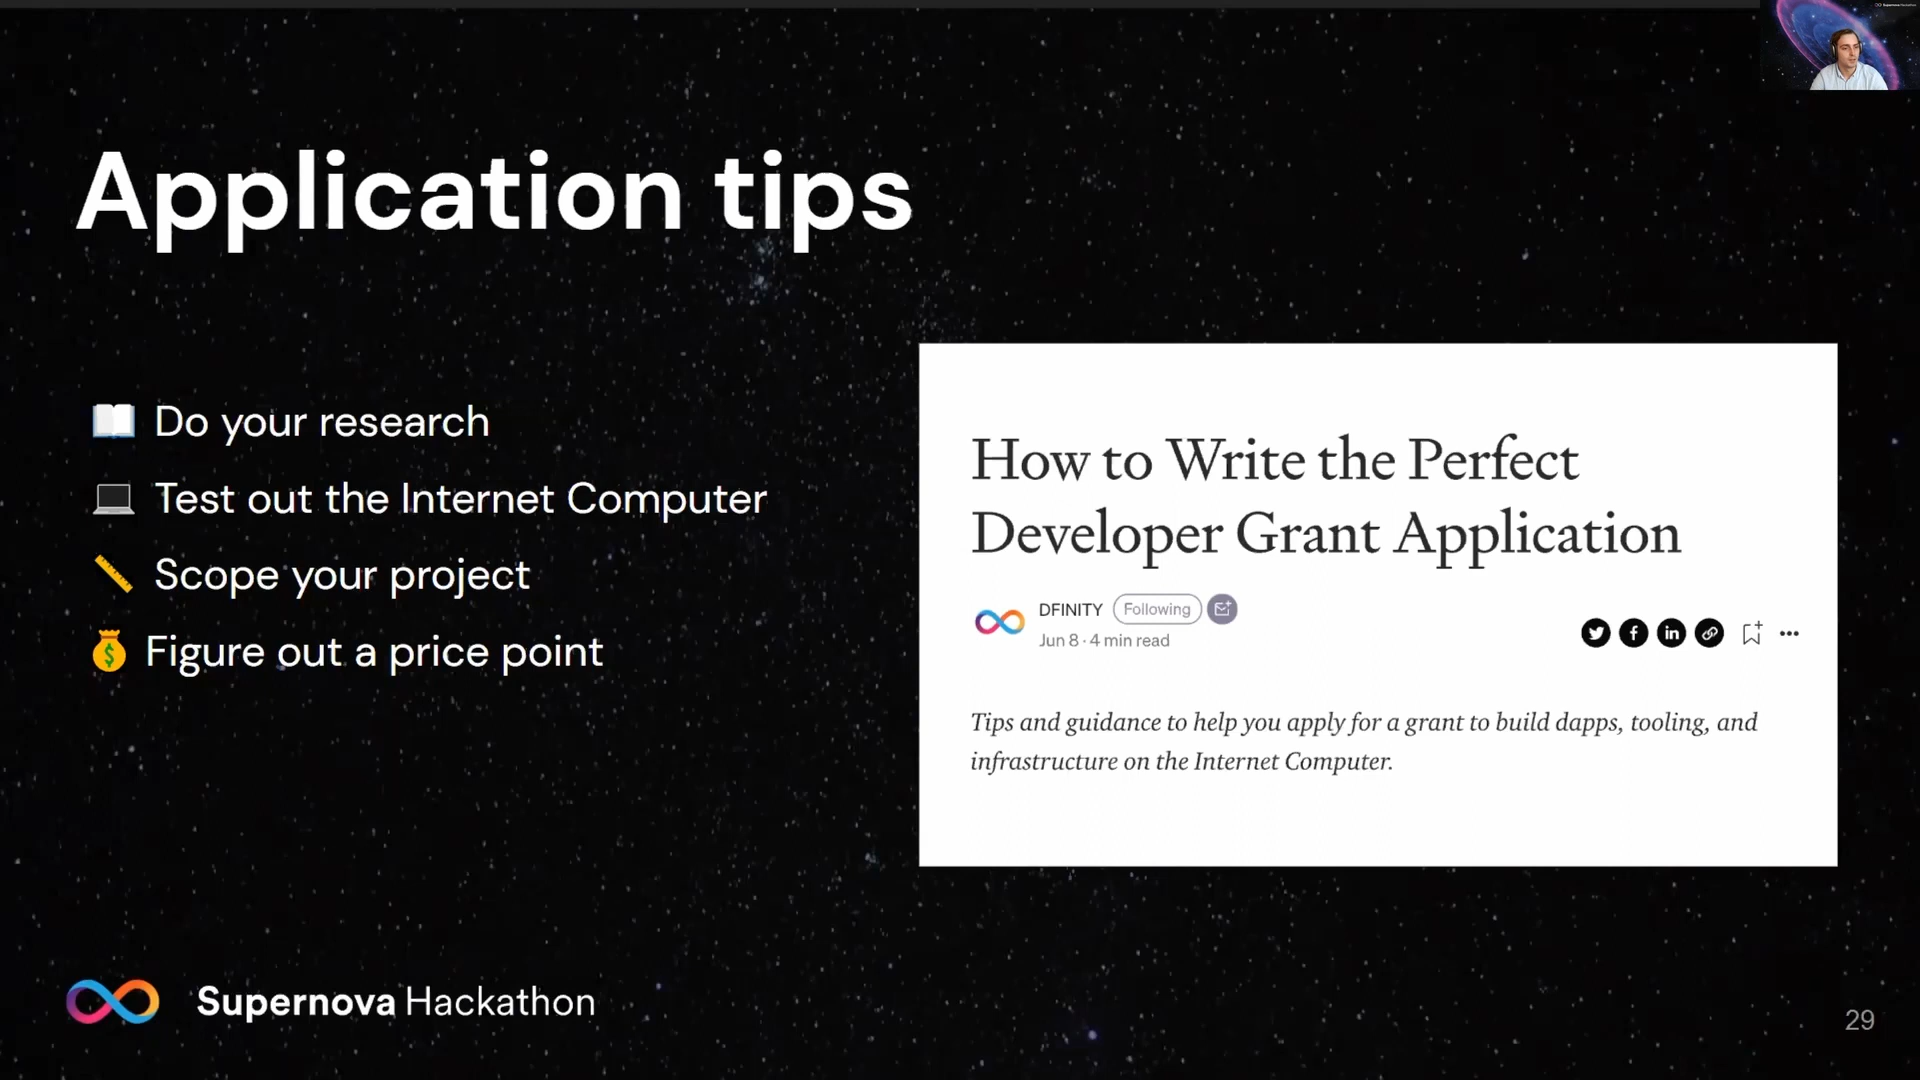 Application tips
Do your research
Test out the Internet Computer
Scope your project
Figure out a price point
How to Write the Perfect
Developer Grant Application
DFINITY Following
Jun 8 · 4 min read
Tips and guidance to help you apply for a grant to build dapps, tooling, and
infrastructure on the Internet Computer.
Supernova Hackathon
29